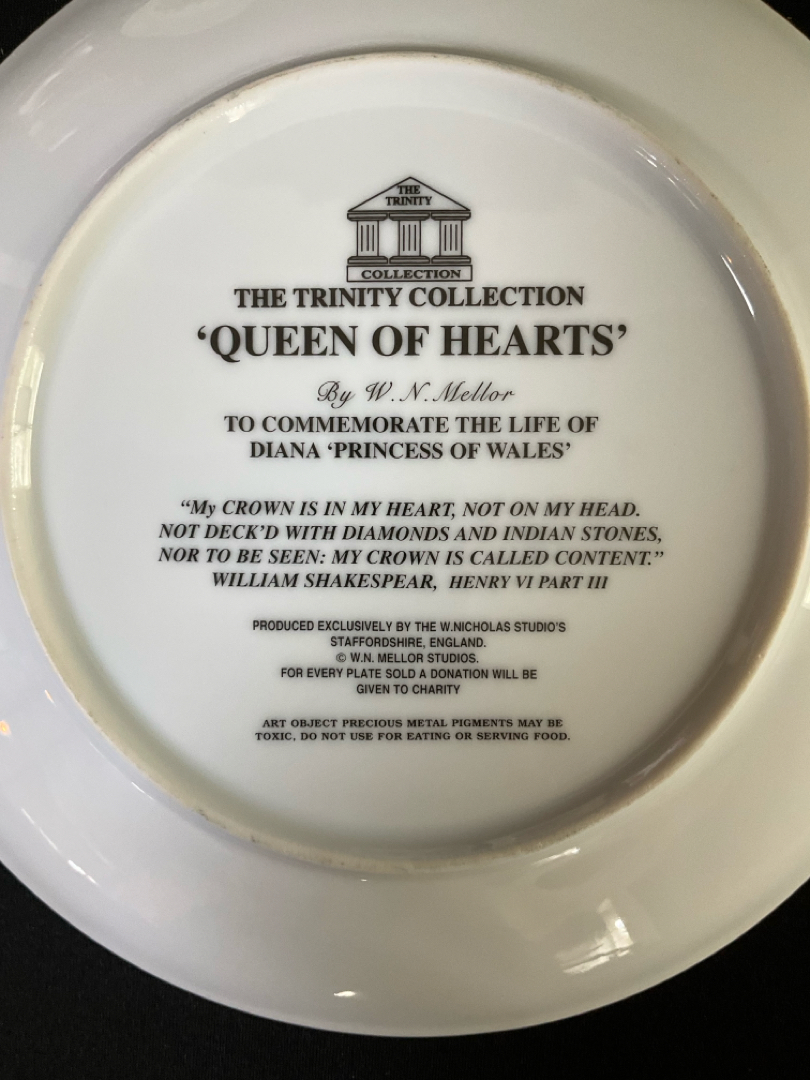 THE
TRINITY
COLLECTION
THE TRINITY COLLECTION
‘QUEEN OF HEARTS’
By W. N. Mellor
TO COMMEMORATE THE LIFE OF
DIANA ‘PRINCESS OF WALES’
“My CROWN IS IN MY HEART, NOT ON MY HEAD.
NOT DECK’D WITH DIAMONDS AND INDIAN STONES,
NOR TO BE SEEN: MY CROWN IS CALLED CONTENT.”
WILLIAM SHAKESPEAR, HENRY VI PART III
PRODUCED EXCLUSIVELY BY THE W.NICHOLAS STUDIO’S
STAFFORDSHIRE, ENGLAND.
© W.N. MELLOR STUDIOS.
FOR EVERY PLATE SOLD A DONATION WILL BE
GIVEN TO CHARITY
ART OBJECT PRECIOUS METAL PIGMENTS MAY BE
TOXIC, DO NOT USE FOR EATING OR SERVING FOOD.